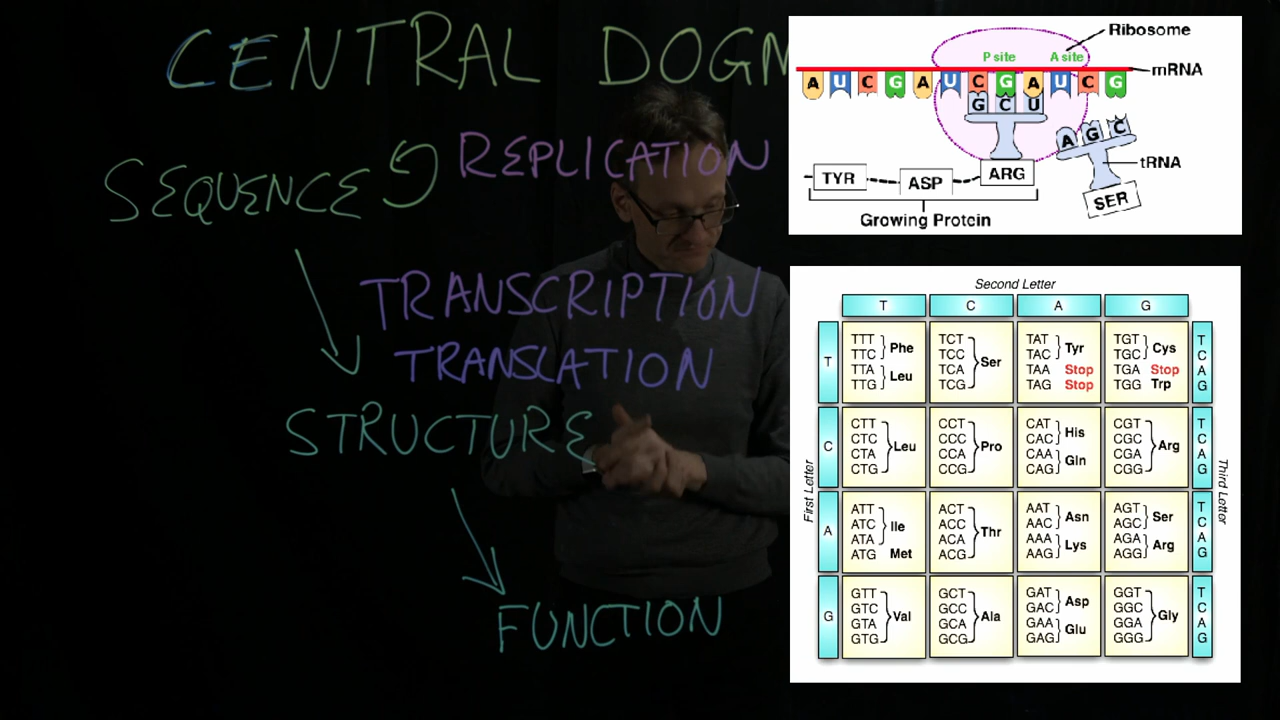 CENTRAL DOGM
SEQUENCE
REPLICATION
TRANSCRIPTION
TRANSLATION
STRUCTURE
FUNCTION
Ribosome
P site A site
mRNA
A U C G A U C G A U C G
G C U
A G C
tRNA
TYR ASP ARG
SER
Growing Protein
Second Letter
T C A G
First Letter
Third Letter
T
TTT TTC Phe
TTA TTG Leu
TCT TCC TCA TCG Ser
TAT TAC Tyr
TAA Stop
TAG Stop
TGT TGC Cys
TGA Stop
TGG Trp
T C A G
C
CTT CTC CTA CTG Leu
CCT CCC CCA CCG Pro
CAT CAC His
CAA CAG Gln
CGT CGC CGA CGG Arg
T C A G
A
ATT ATC ATA Ile
ATG Met
ACT ACC ACA ACG Thr
AAT AAC Asn
AAA AAG Lys
AGT AGC Ser
AGA AGG Arg
T C A G
G
GTT GTC GTA GTG Val
GCT GCC GCA GCG Ala
GAT GAC Asp
GAA GAG Glu
GGT GGC GGA GGG Gly
T C A G